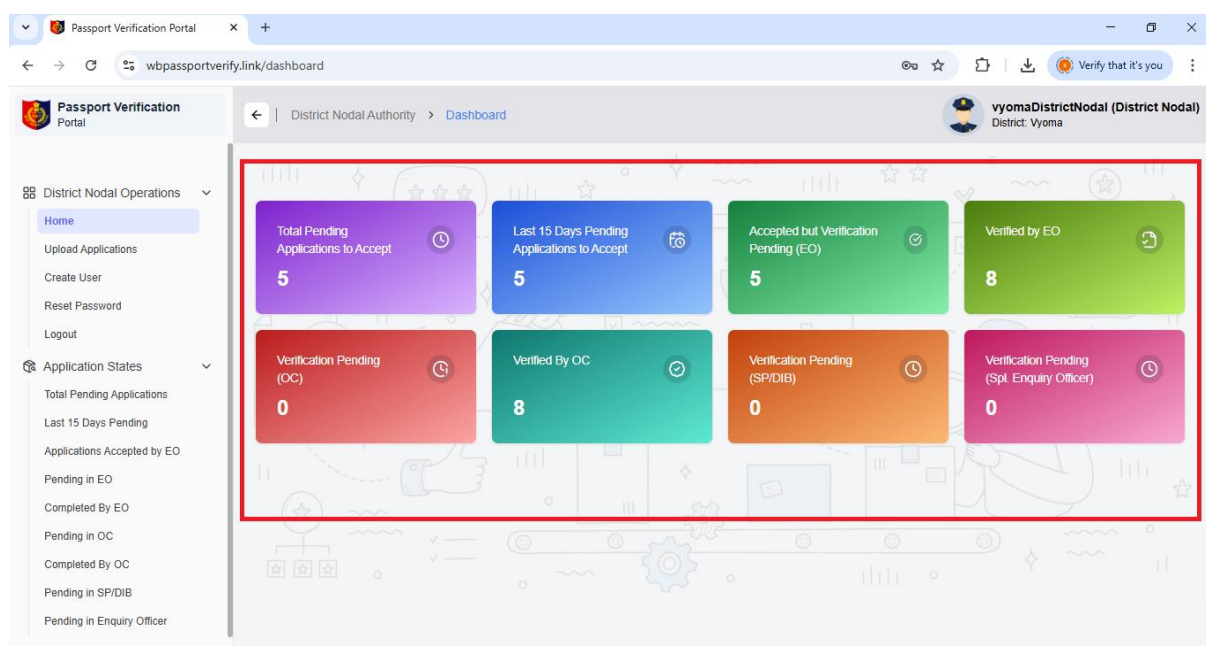 Passport Verification Portal
wbpassportverify.link/dashboard
Verify that it's you
Passport Verification
Portal
District Nodal Authority > Dashboard
vyomaDistrictNodal (District Nodal)
District: Vyoma
District Nodal Operations
Home
Upload Applications
Create User
Reset Password
Logout
Application States
Total Pending Applications
Last 15 Days Pending
Applications Accepted by EO
Pending in EO
Completed By EO
Pending in OC
Completed By OC
Pending in SP/DIB
Pending in Enquiry Officer
Total Pending
Applications to Accept
5
Last 15 Days Pending
Applications to Accept
5
Accepted but Verification
Pending (EO)
5
Verified by EO
8
Verification Pending
(OC)
0
Verified By OC
8
Verification Pending
(SP/DIB)
0
Verification Pending
(Spl. Enquiry Officer)
0